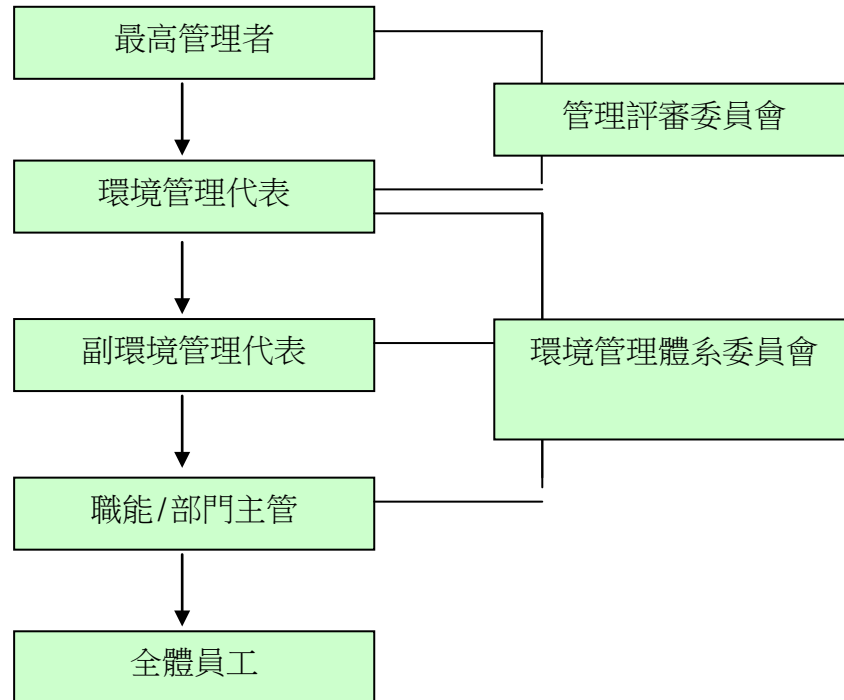 最高管理者
管理評審委員會
環境管理代表
副環境管理代表
環境管理體系委員會
職能/部門主管
全體員工